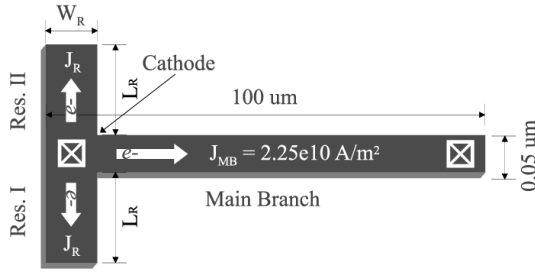 W_R
Res. II
J_R
e-
L_R
Cathode
100 um
e-
J_MB = 2.25e10 A/m²
0.05 um
Res. I
e-
J_R
L_R
Main Branch